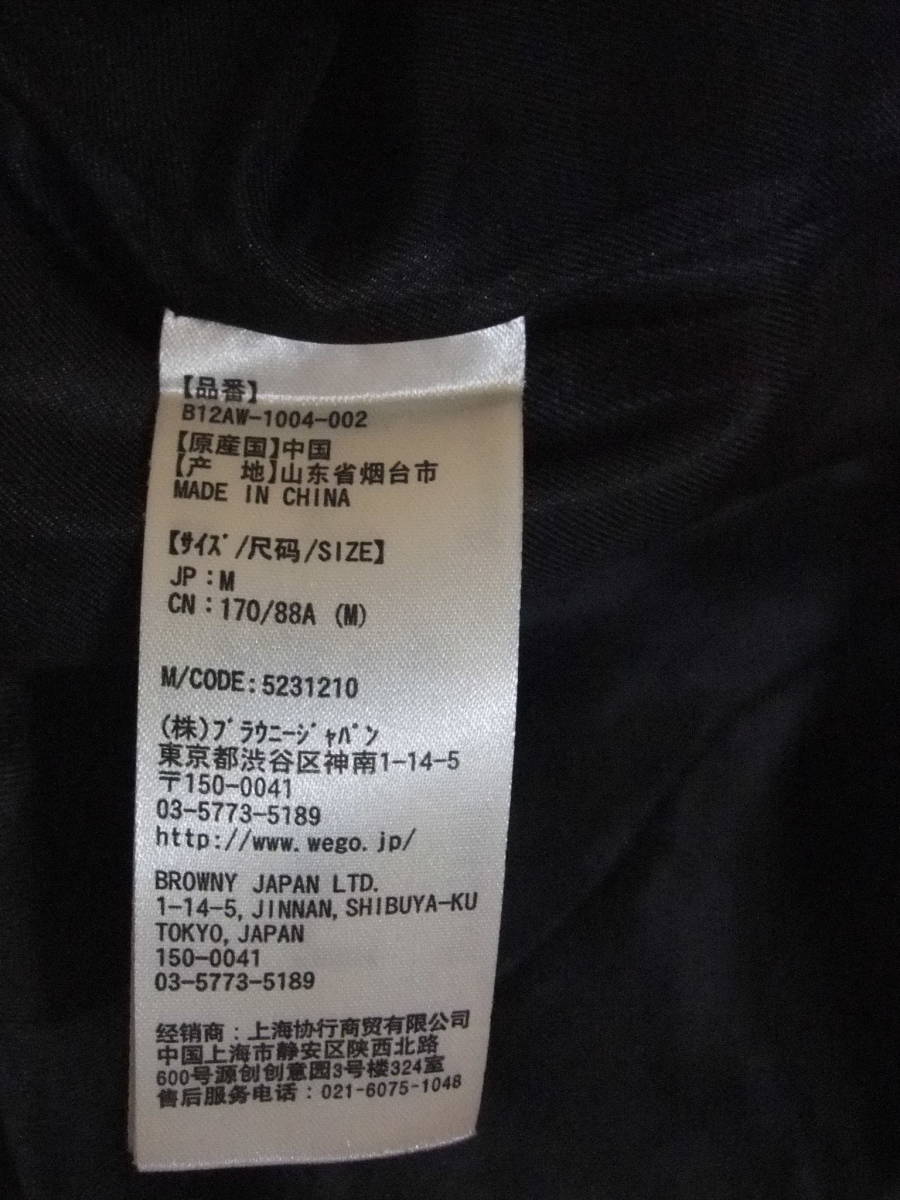 【品番】
B12AW-1004-002
【原産国】中国
【产　地】山东省烟台市
MADE IN CHINA
【ｻｲｽﾞ/尺码/SIZE】
JP：M
CN：170/88A (M)
M/CODE：5231210
(株)ﾌﾞﾗｳﾆｰｼﾞｬﾊﾟﾝ
東京都渋谷区神南1-14-5
〒150-0041
03-5773-5189
http://www.wego.jp/
BROWNY JAPAN LTD.
1-14-5, JINNAN, SHIBUYA-KU
TOKYO, JAPAN
150-0041
03-5773-5189
经销商：上海协行商贸有限公司
中国上海市静安区陕西北路
600号源创创意园3号楼324室
售后服务电话：021-6075-1048